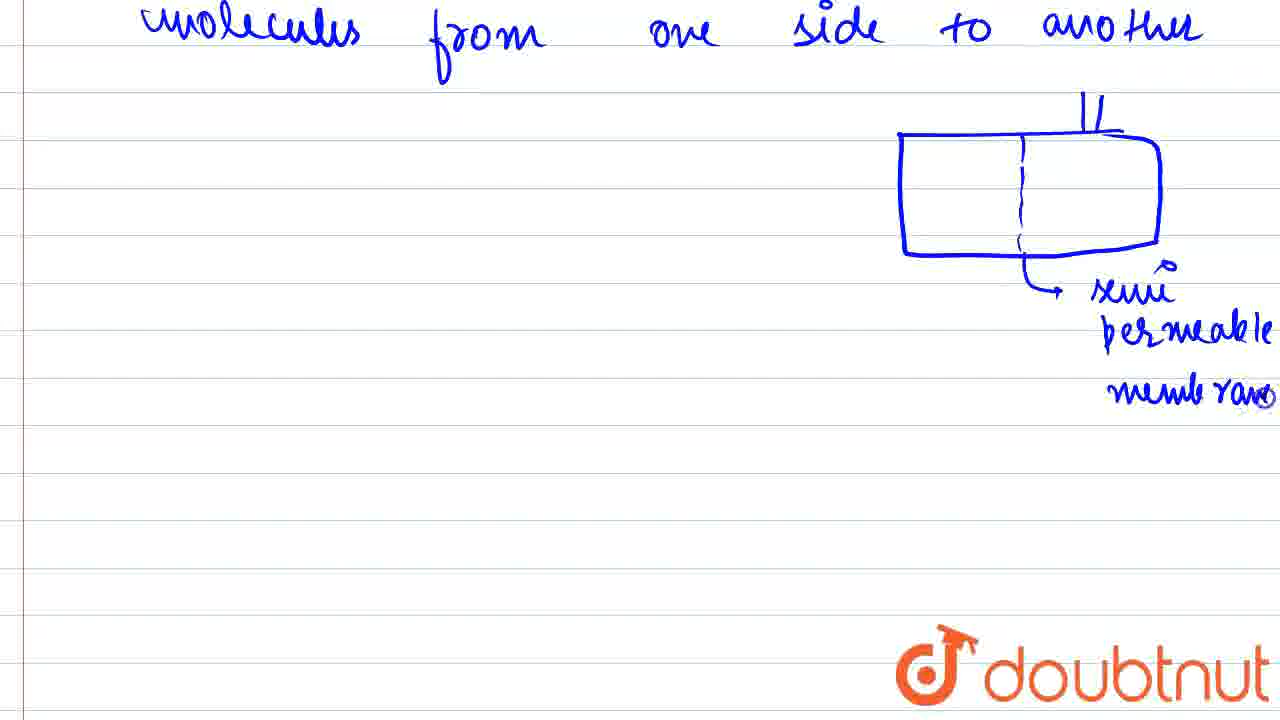 molecules from one side to another
semi
permeable
membrane
doubtnut